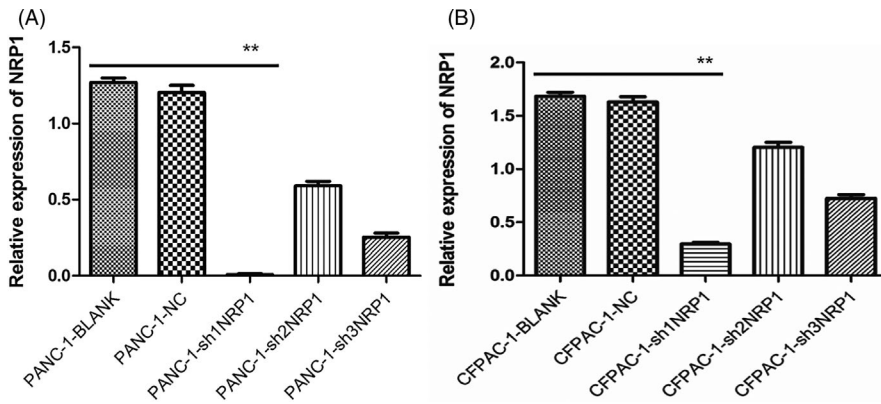 (A)
**
Relative expression of NRP1
1.5
1.0
0.5
0.0
PANC-1-BLANK
PANC-1-NC
PANC-1-sh1NRP1
PANC-1-sh2NRP1
PANC-1-sh3NRP1
(B)
**
Relative expression of NRP1
2.0
1.5
1.0
0.5
0.0
CFPAC-1-BLANK
CFPAC-1-NC
CFPAC-1-sh1NRP1
CFPAC-1-sh2NRP1
CFPAC-1-sh3NRP1